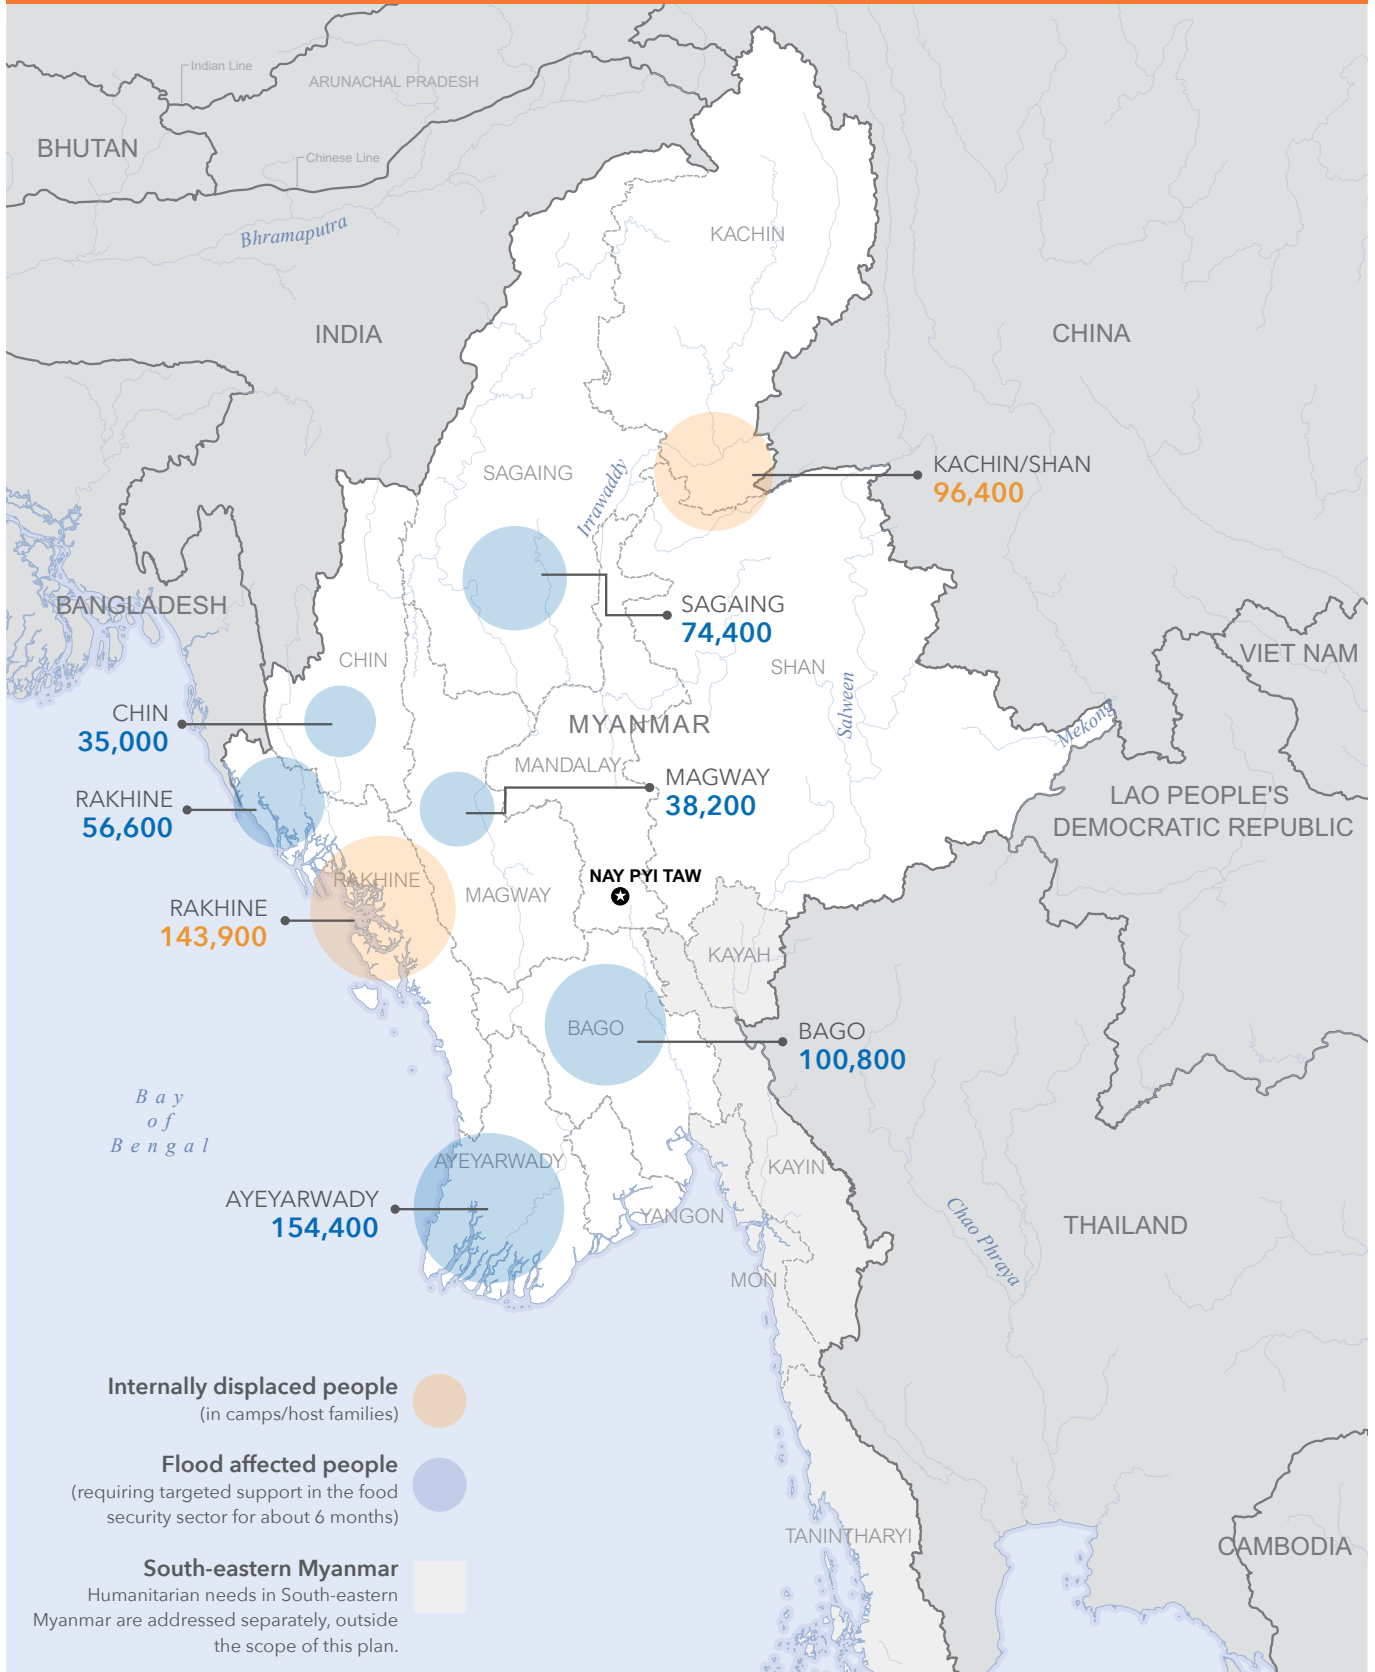 Indian Line
ARUNACHAL PRADESH
BHUTAN
Chinese Line
Bhramaputra
KACHIN
INDIA
CHINA
SAGAING
Irrawaddy
KACHIN/SHAN
96,400
BANGLADESH
SAGAING
74,400
CHIN
SHAN
VIET NAM
Salween
CHIN
35,000
MYANMAR
Mekong
MANDALAY
MAGWAY
38,200
RAKHINE
56,600
LAO PEOPLE'S
DEMOCRATIC REPUBLIC
RAKHINE
NAY PYI TAW
MAGWAY
RAKHINE
143,900
KAYAH
BAGO
BAGO
100,800
Bay
of
Bengal
AYEYARWADY
KAYIN
AYEYARWADY
154,400
YANGON
Chao Phraya
THAILAND
MON
Internally displaced people
(in camps/host families)
Flood affected people
(requiring targeted support in the food
security sector for about 6 months)
TANINTHARYI
CAMBODIA
South-eastern Myanmar
Humanitarian needs in South-eastern
Myanmar are addressed separately, outside
the scope of this plan.